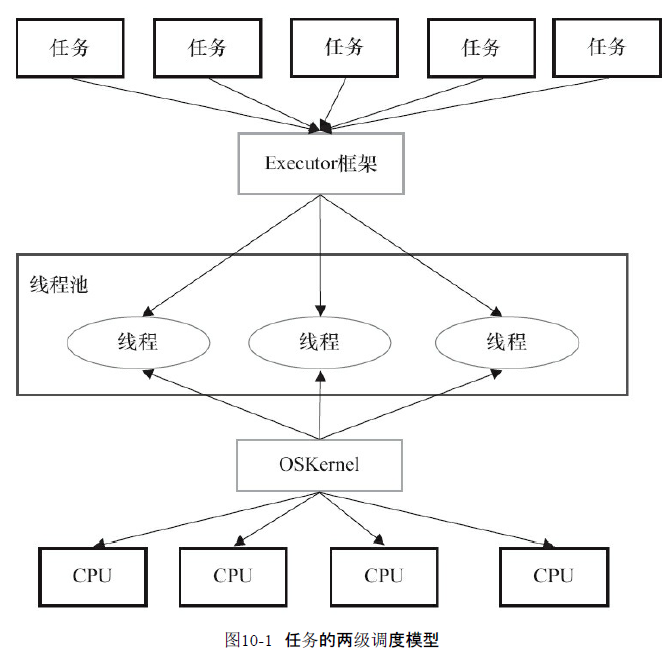 任务 任务 任务 任务 任务
Executor框架
线程池
线程 线程 线程
OSKernel
CPU CPU CPU CPU
图10-1 任务的两级调度模型